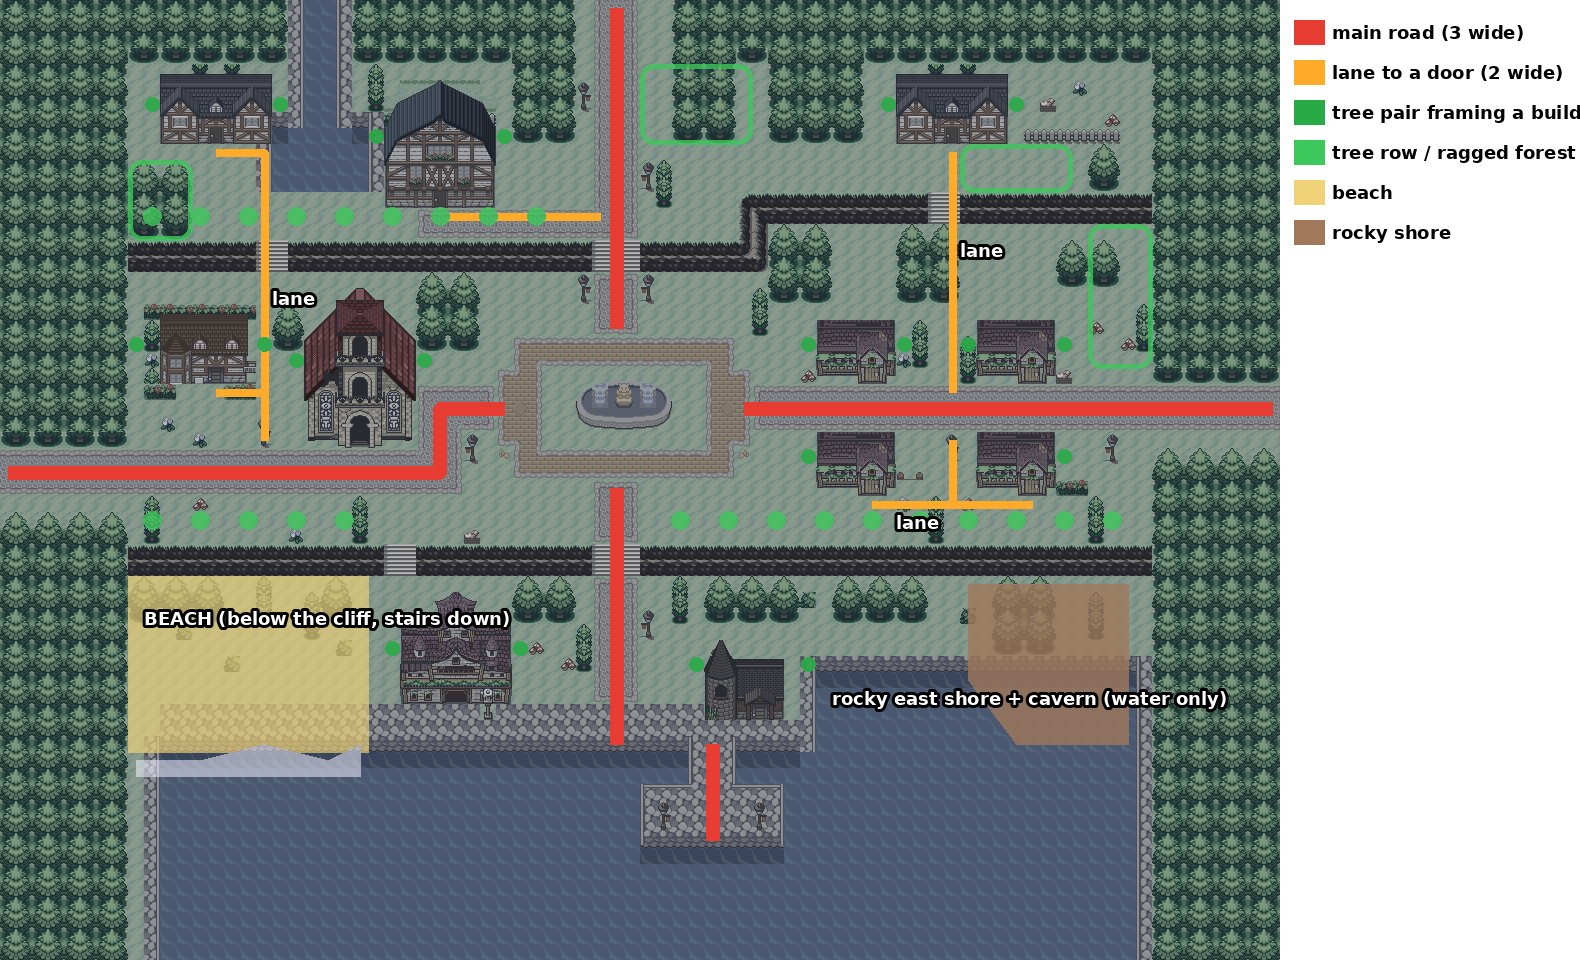 main road (3 wide)
lane to a door (2 wide)
tree pair framing a build
tree row / ragged forest
beach
rocky shore
lane
lane
lane
BEACH (below the cliff, stairs down)
rocky east shore + cavern (water only)